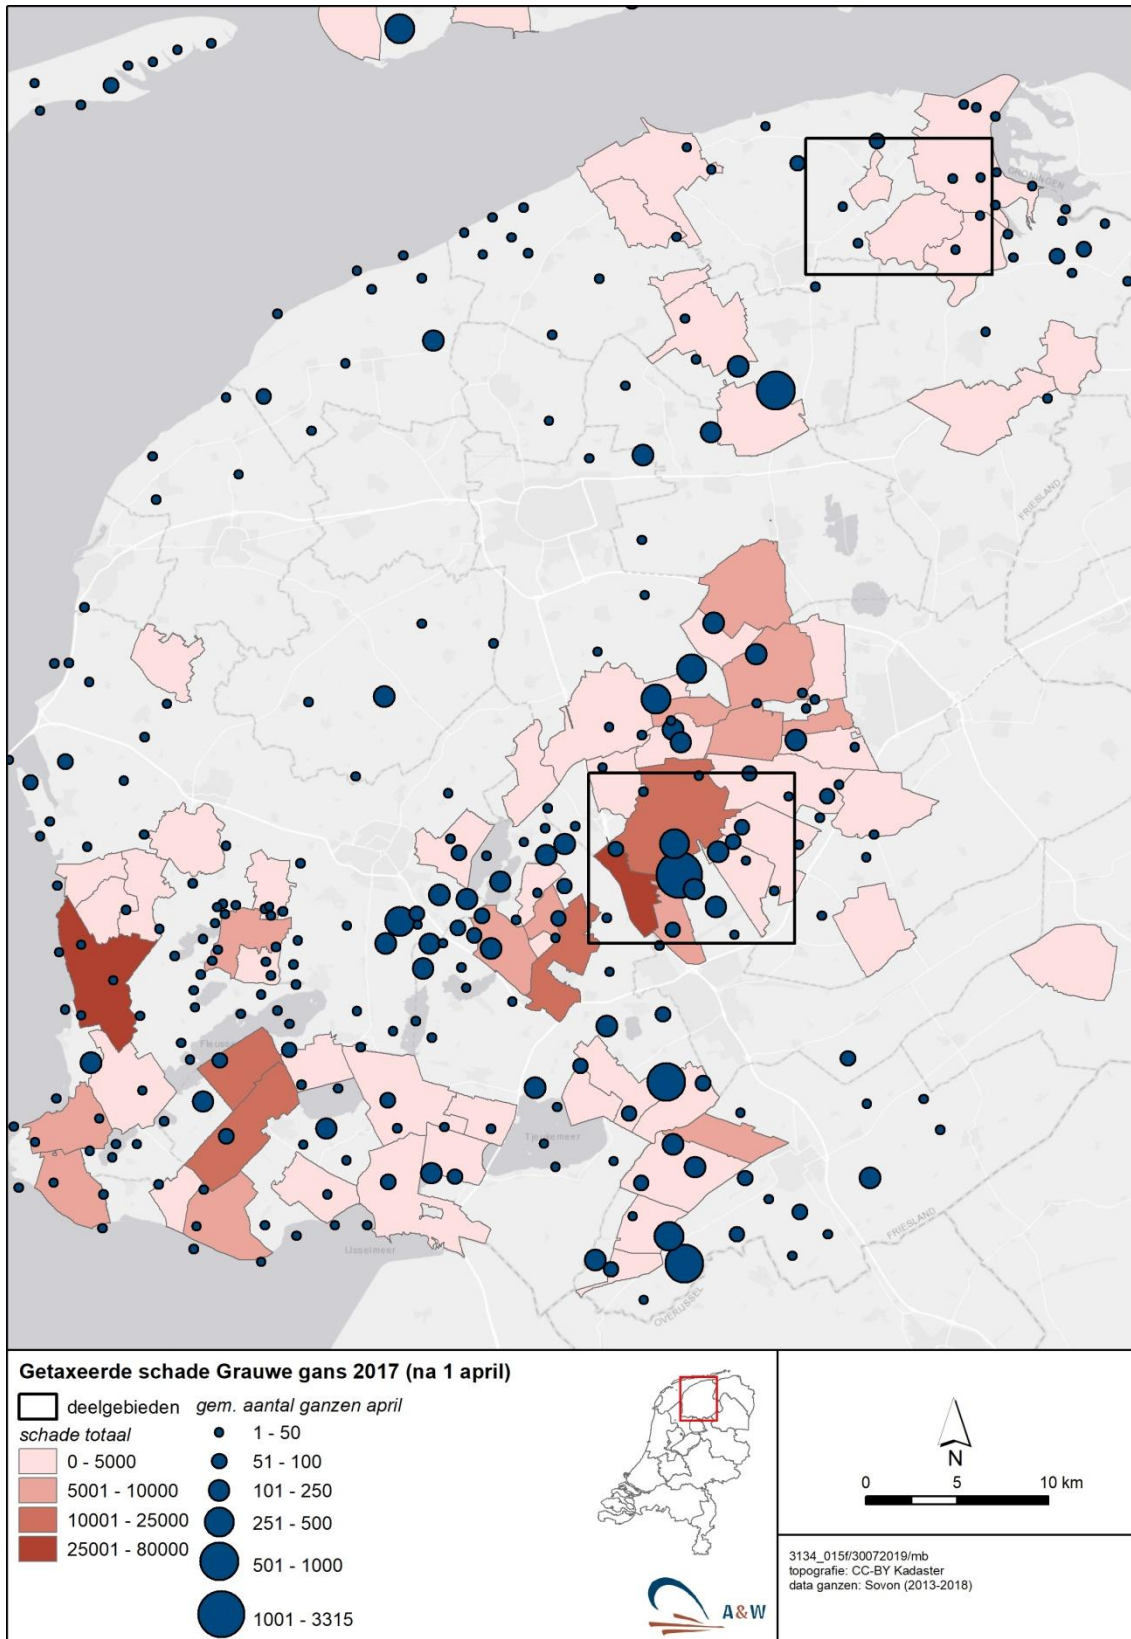 GRONINGEN
FRIESLAND
Fleussen
Tjeukemeer
IJsselmeer
FRIESLAND
OVERIJSSEL
Getaxeerde schade Grauwe gans 2017 (na 1 april)
deelgebieden
schade totaal
0 - 5000
5001 - 10000
10001 - 25000
25001 - 80000
gem. aantal ganzen april
1 - 50
51 - 100
101 - 250
251 - 500
501 - 1000
1001 - 3315
A&W
N
0 5 10 km
3134_015f/30072019/mb
topografie: CC-BY Kadaster
data ganzen: Sovon (2013-2018)